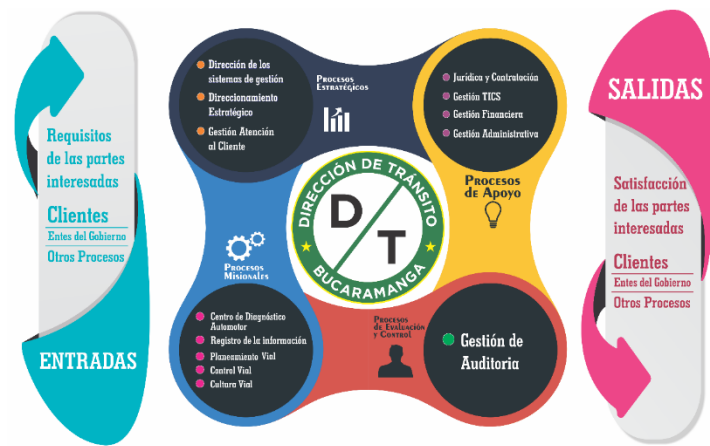 Requisitos
de las partes
interesadas
Clientes
Entes del Gobierno
Otros Procesos
ENTRADAS
Dirección de los
sistemas de gestión
Direccionamiento
Estratégico
Gestión Atención
al Cliente
PROCESOS
ESTRATÉGICOS
Jurídica y Contratación
Gestión TICS
Gestión Financiera
Gestión Administrativa
PROCESOS
DE APOYO
DIRECCIÓN DE TRÁNSITO
D/T
BUCARAMANGA
PROCESOS
MISIONALES
Centro de Diagnóstico
Automotor
Registro de la información
Planeamiento Vial
Control Vial
Cultura Vial
PROCESOS
DE EVALUACIÓN
Y CONTROL
Gestión de
Auditoria
SALIDAS
Satisfacción
de las partes
interesadas
Clientes
Entes del Gobierno
Otros Procesos